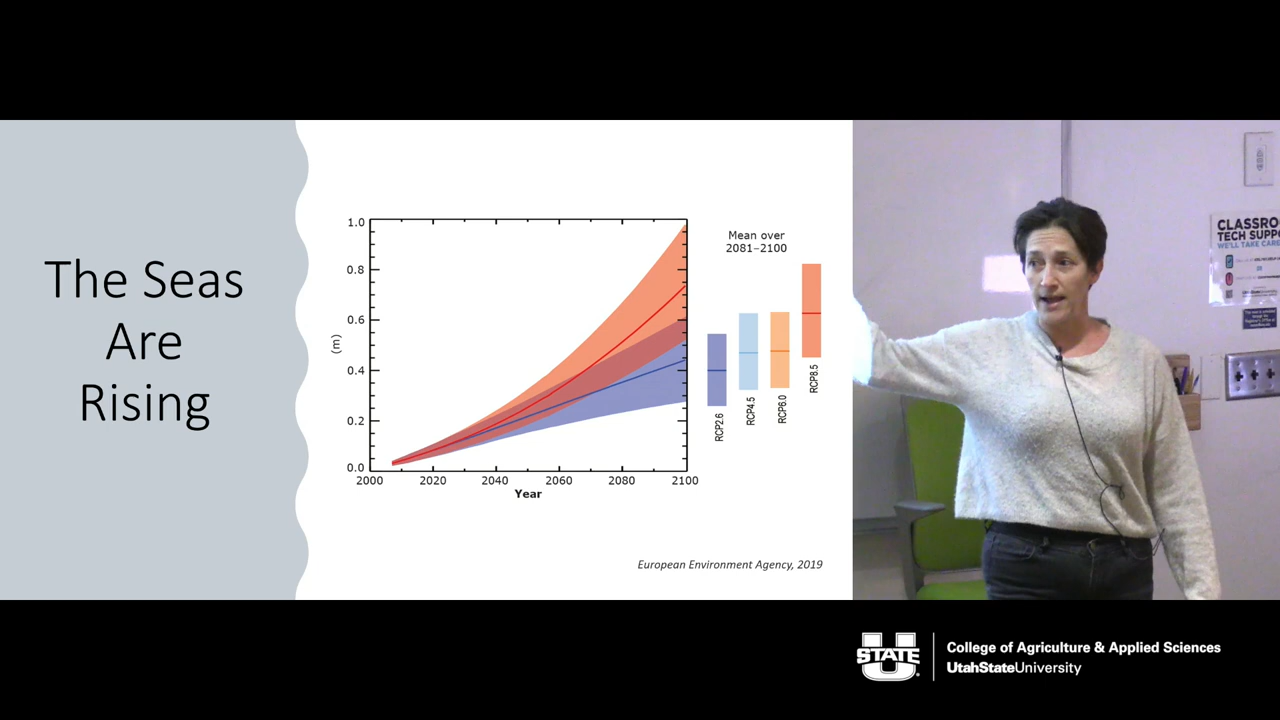 The Seas
Are
Rising
1.0
0.8
0.6
0.4
0.2
0.0
(m)
2000 2020 2040 2060 2080 2100
Year
Mean over
2081–2100
RCP2.6
RCP4.5
RCP6.0
RCP8.5
European Environment Agency, 2019
CLASSRO
TECH SUPP
WE'LL TAKE CARE
U
STATE
College of Agriculture & Applied Sciences
UtahStateUniversity